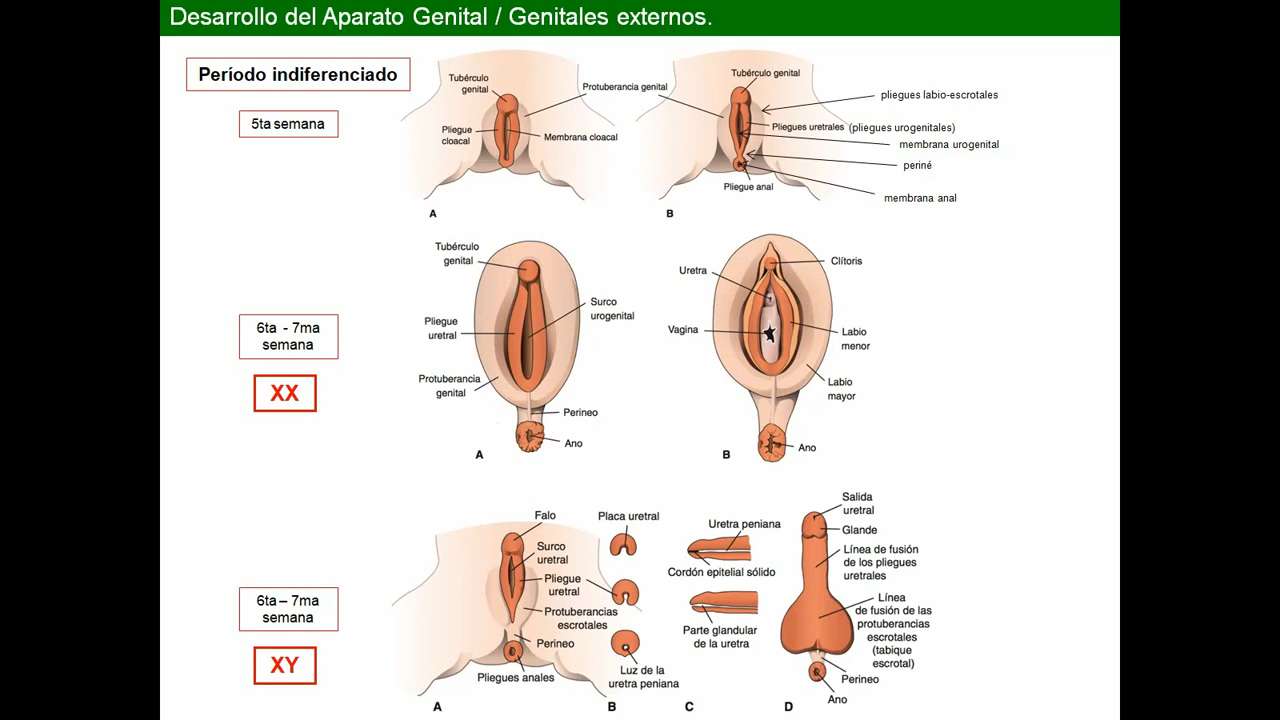 Desarrollo del Aparato Genital / Genitales externos.
Período indiferenciado
5ta semana
Tubérculo
genital
Protuberancia genital
Pliegue
cloacal
Membrana cloacal
A
Tubérculo genital
pliegues labio-escrotales
Pliegues uretrales (pliegues urogenitales)
membrana urogenital
periné
Pliegue anal
membrana anal
B
6ta - 7ma
semana
XX
Tubérculo
genital
Surco
urogenital
Pliegue
uretral
Protuberancia
genital
Perineo
Ano
A
Uretra
Clítoris
Vagina
Labio
menor
Labio
mayor
Ano
B
6ta – 7ma
semana
XY
Falo
Surco
uretral
Pliegue
uretral
Protuberancias
escrotales
Perineo
Pliegues anales
A
Placa uretral
Luz de la
uretra peniana
B
Uretra peniana
Cordón epitelial sólido
Parte glandular
de la uretra
C
Salida
uretral
Glande
Línea de fusión
de los pliegues
uretrales
Línea
de fusión de las
protuberancias
escrotales
(tabique
escrotal)
Perineo
Ano
D